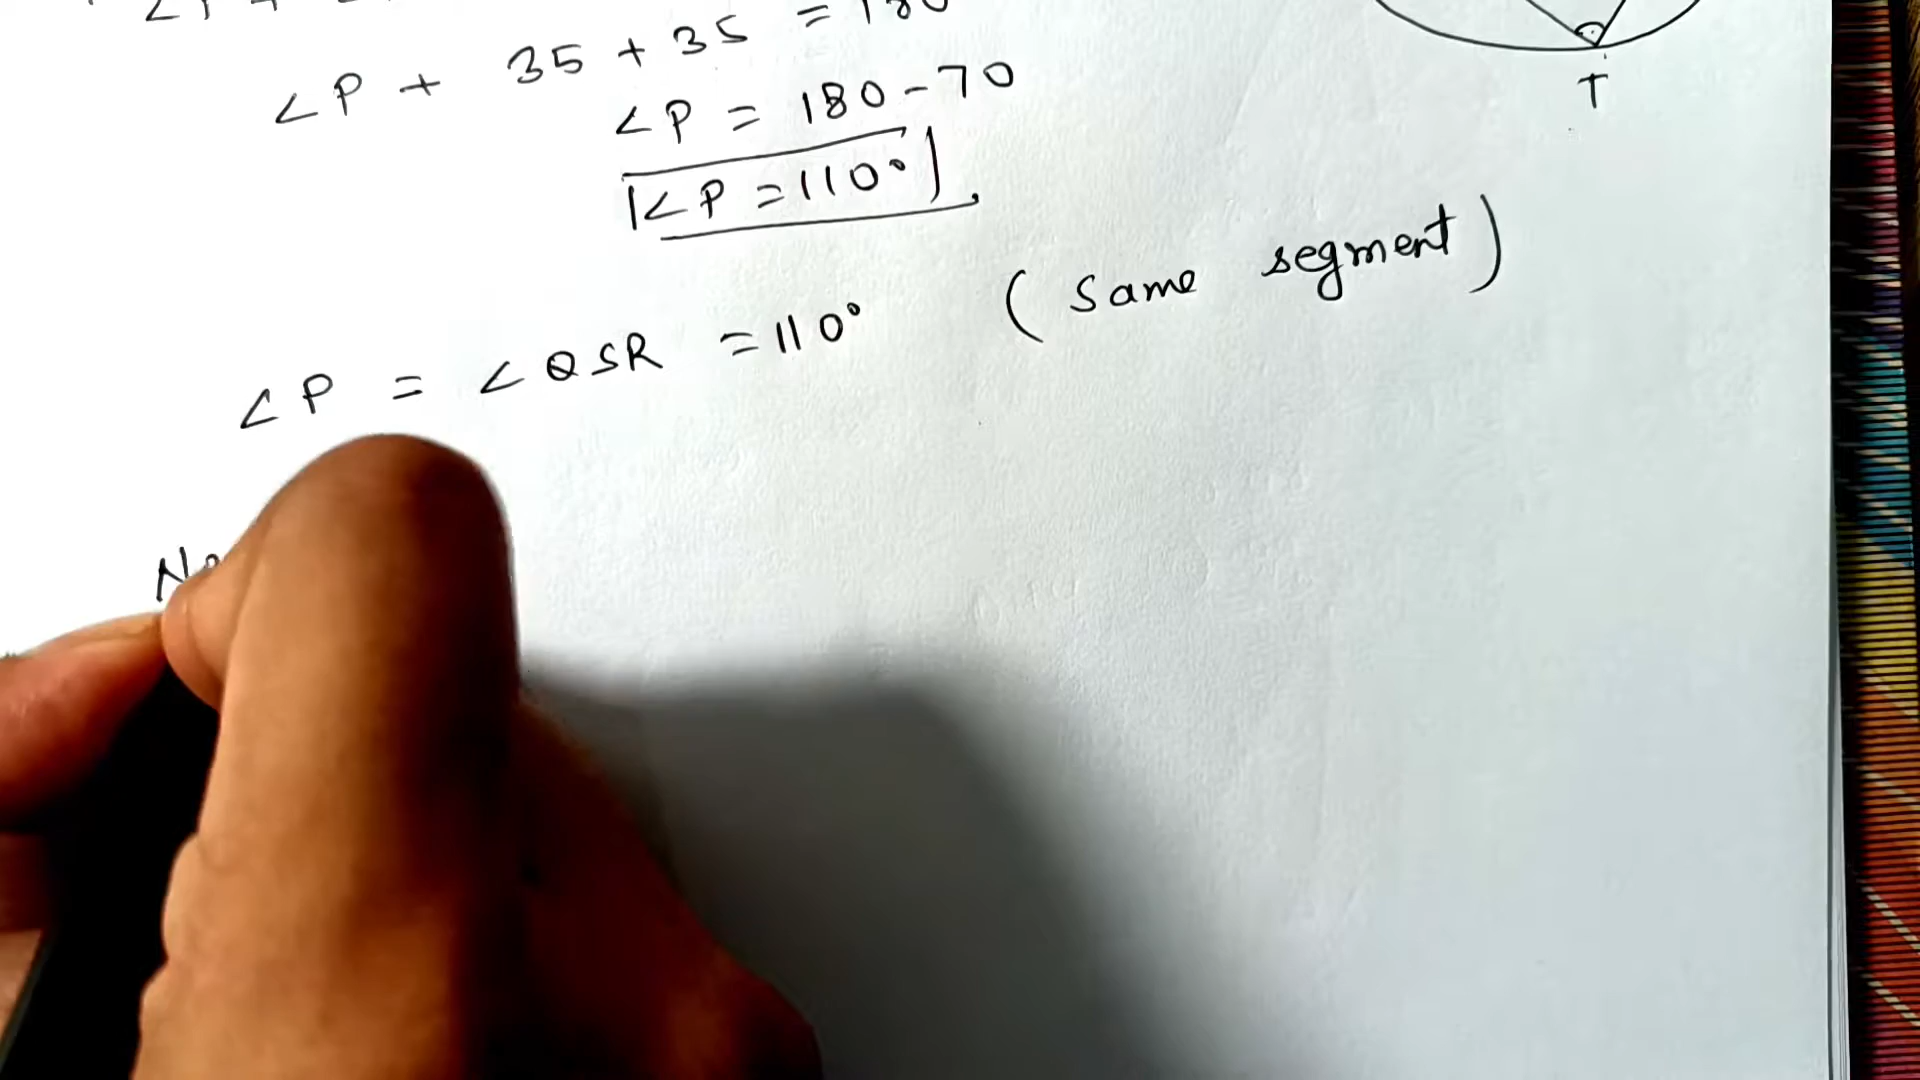 ∠P + 35 + 35 = 180
∠P = 180 - 70
∠P = 110°
∠P = ∠QSR = 110° (same segment)
T